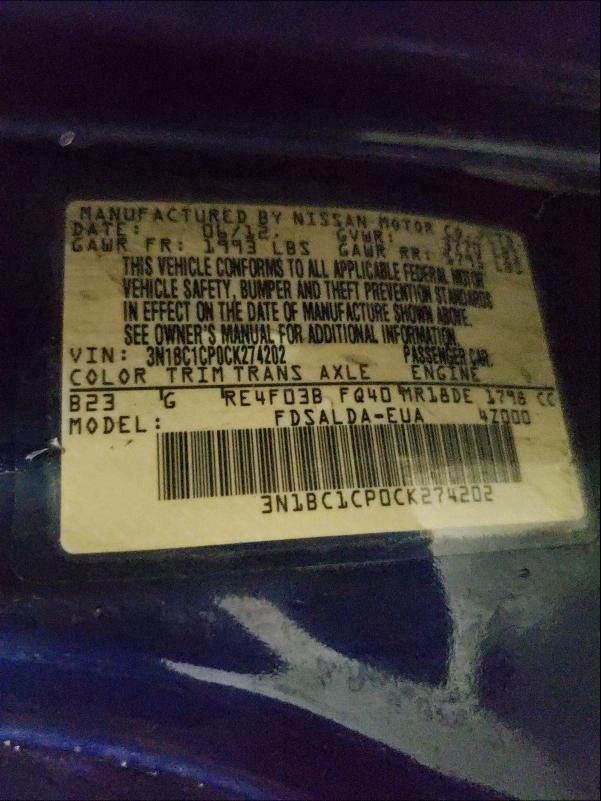 MANUFACTURED BY NISSAN MOTOR CO.
DATE: 06/12. GVWR:
GAWR FR: 1993 LBS GAWR RR: LBS
THIS VEHICLE CONFORMS TO ALL APPLICABLE FEDERAL MOTOR
VEHICLE SAFETY, BUMPER AND THEFT PREVENTION STANDARDS
IN EFFECT ON THE DATE OF MANUFACTURE SHOWN ABOVE.
SEE OWNER'S MANUAL FOR ADDITIONAL INFORMATION.
VIN: 3N1BC1CP0CK274202 PASSENGER CAR.
COLOR TRIM TRANS AXLE ENGINE
B23 G RE4F03B FQ40 MR18DE 1798 CC
MODEL: FDSALDA-EUA 4Z000
3N1BC1CP0CK274202